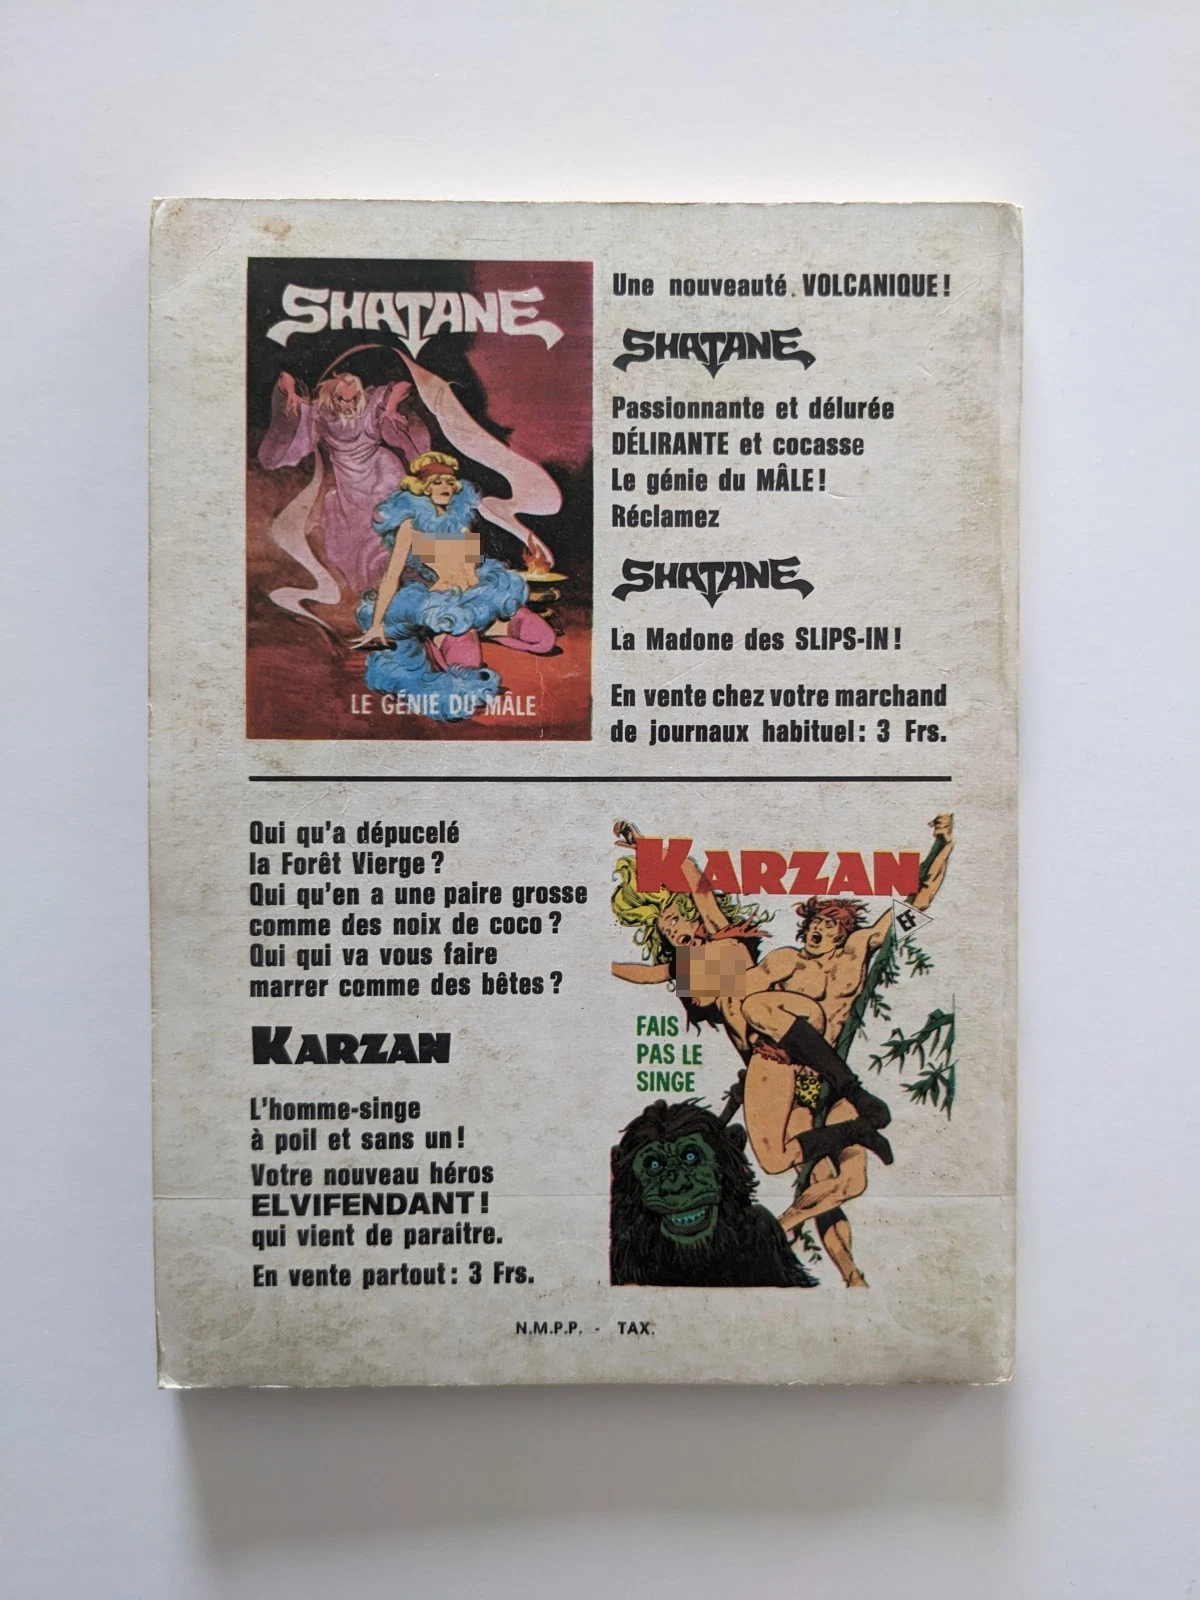 SHATANE
LE GÉNIE DU MÂLE
Une nouveauté VOLCANIQUE !
SHATANE
Passionnante et délurée
DÉLIRANTE et cocasse
Le génie du MÂLE !
Réclamez
SHATANE
La Madone des SLIPS-IN !
En vente chez votre marchand
de journaux habituel : 3 Frs.
Qui qu'a dépucelé
la Forêt Vierge ?
Qui qu'en a une paire grosse
comme des noix de coco ?
Qui qui va vous faire
marrer comme des bêtes ?
KARZAN
L'homme-singe
à poil et sans un !
Votre nouveau héros
ELVIFENDANT !
qui vient de paraitre.
En vente partout : 3 Frs.
KARZAN
EF
FAIS
PAS LE
SINGE
N.M.P.P. - TAX.